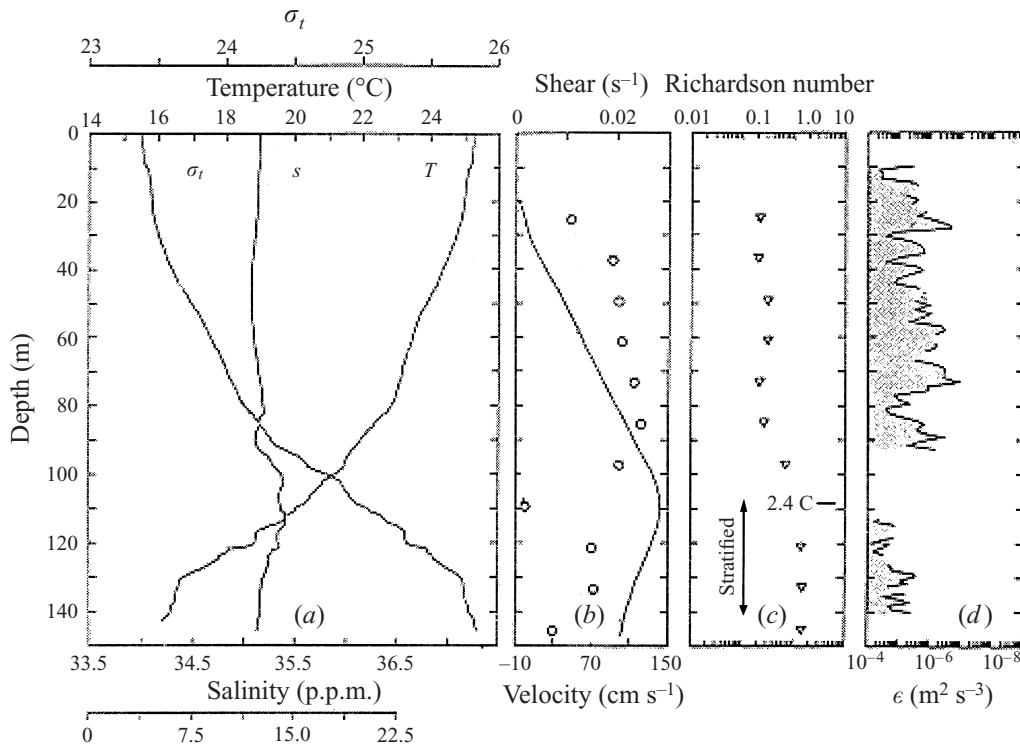 σt
23 24 25 26
Temperature (°C) Shear (s–1) Richardson number
14 16 18 19 20 21 23 24 0 0.02 0.01 0.1 1.0 10
0
σt s T
20
40
60
Depth (m)
80
100
2.4 C
120
Stratified
140 (a) (b) (c) (d)
33.5 34.5 35.5 36.5 –10 70 150 10–4 10–6 10–8
Salinity (p.p.m.) Velocity (cm s–1) ϵ (m2 s–3)
0 7.5 15.0 22.5